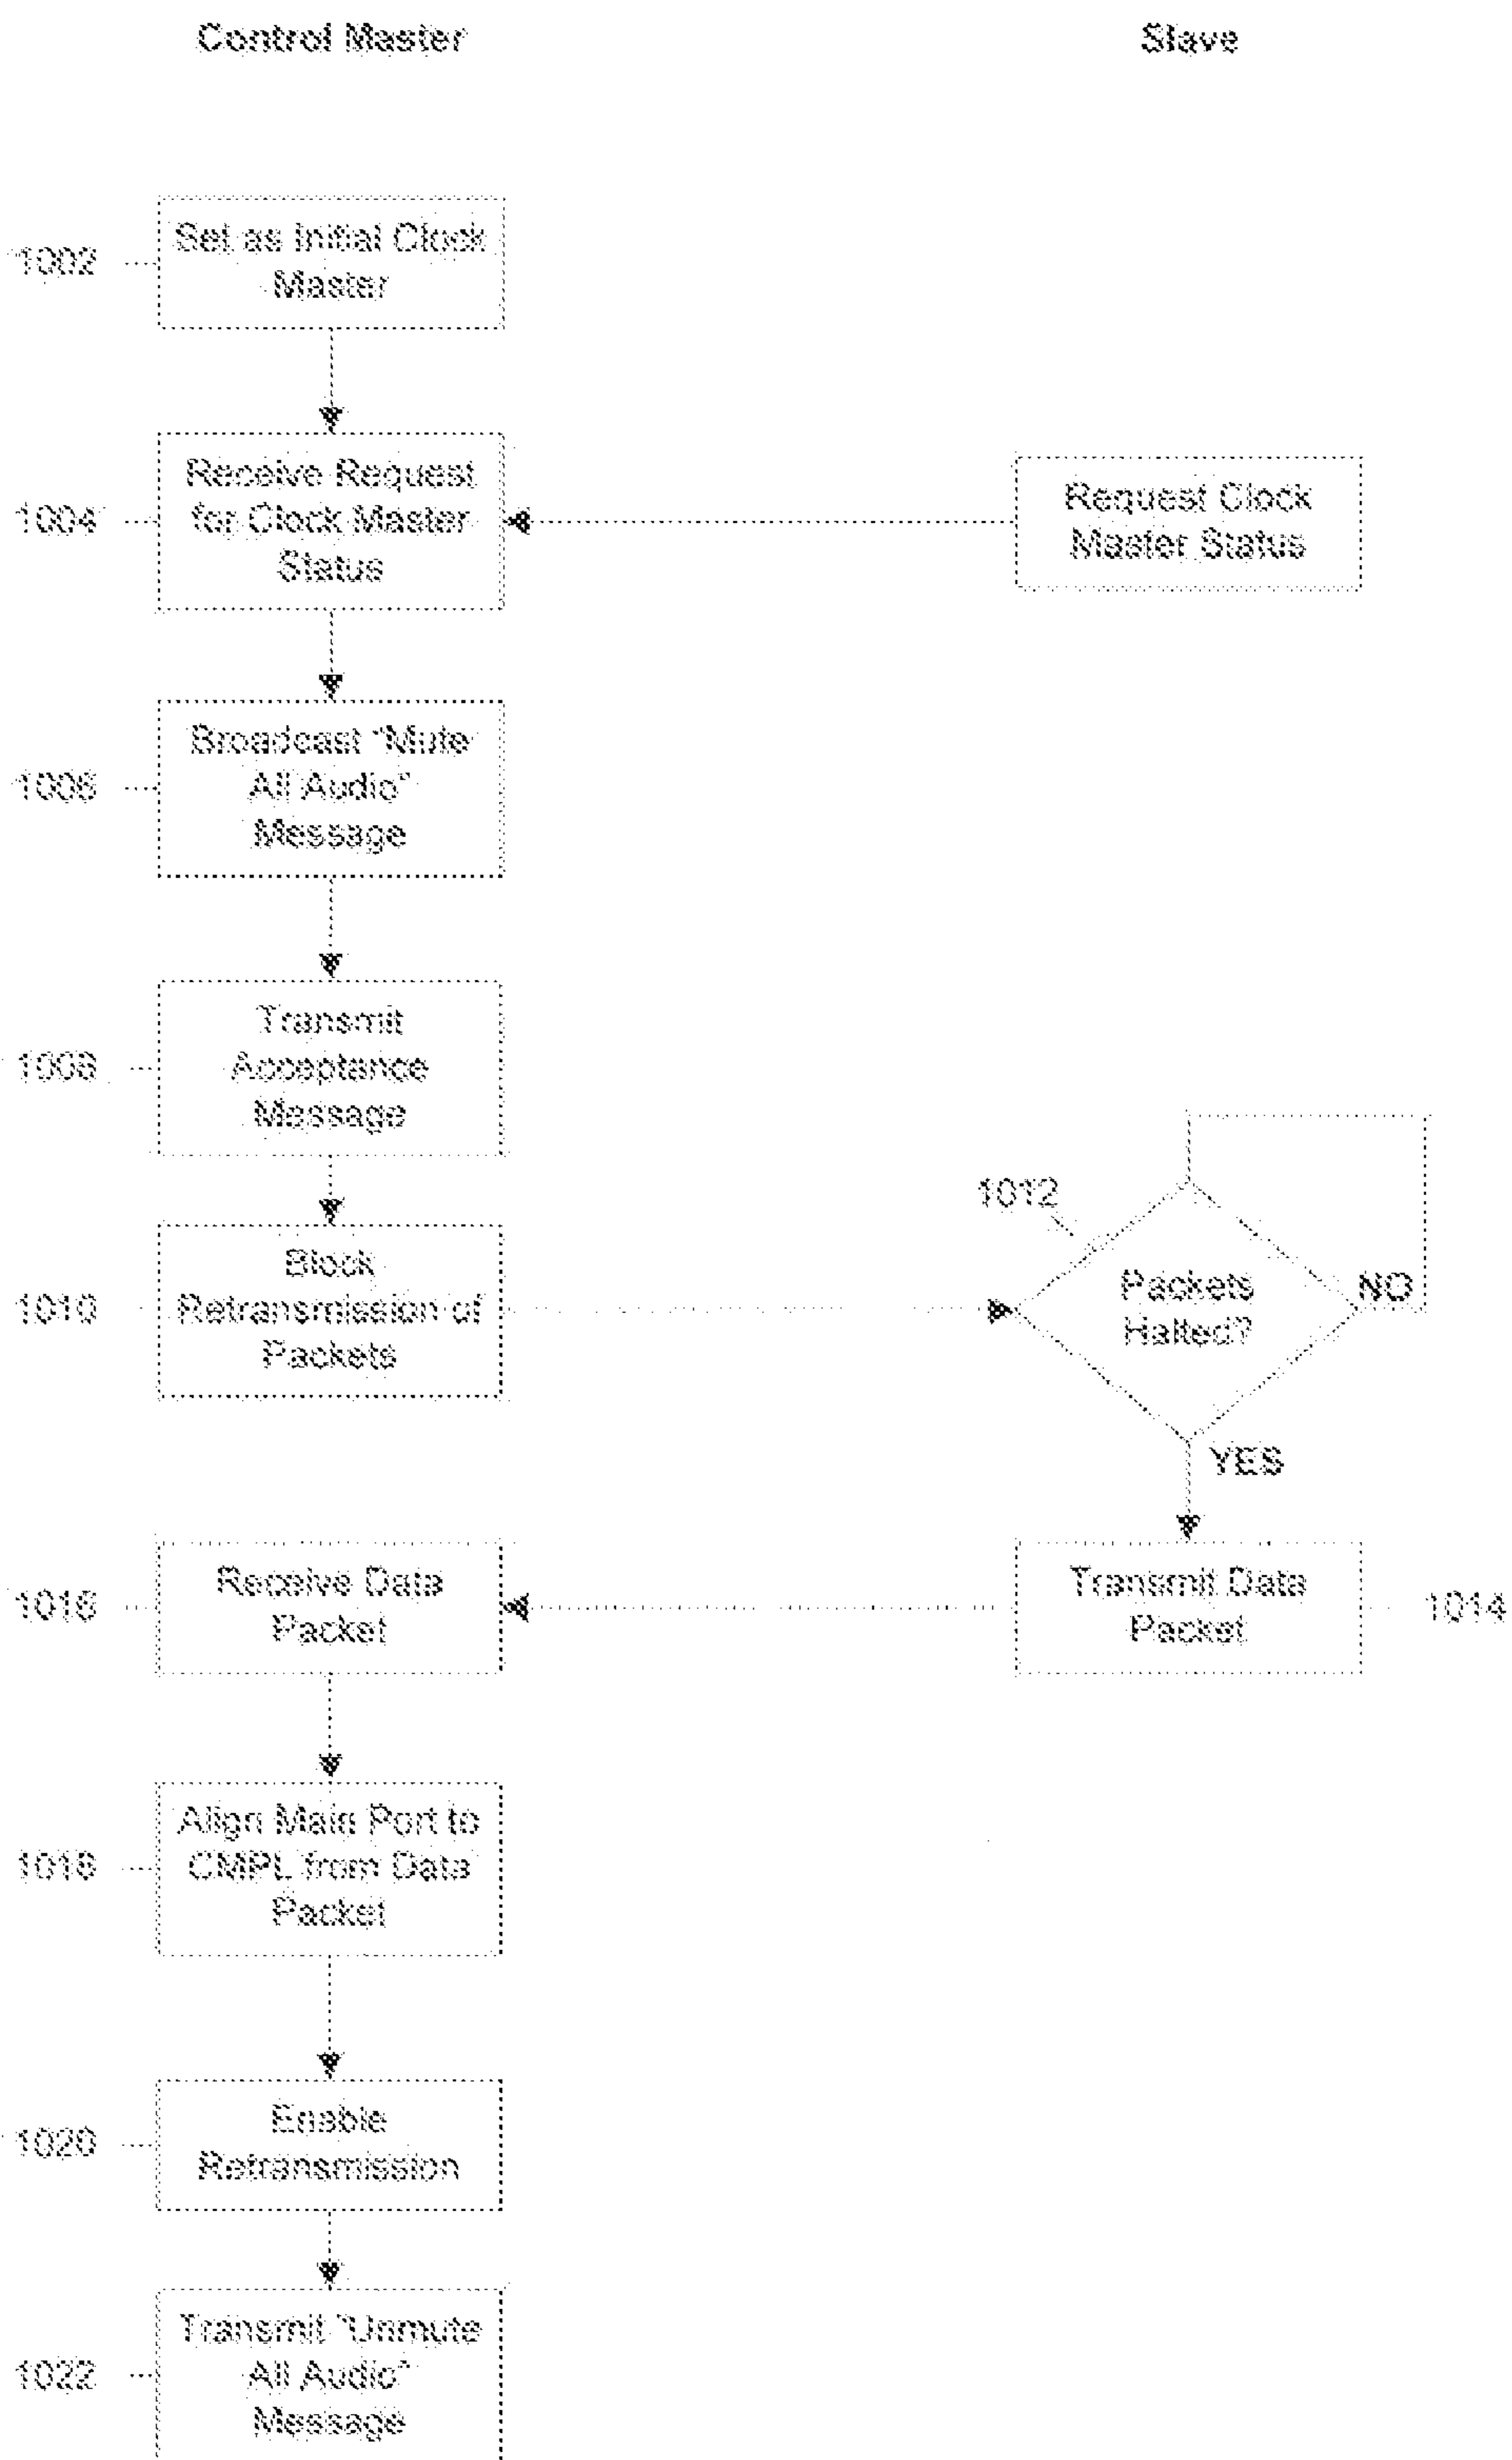 Control Master
Slave
1002
Set as Initial Clock
Master
1004
Receive Request
for Clock Master
Status
Request Clock
Master Status
1006
Broadcast "Mute
All Audio"
Message
1008
Transmit
Acceptance
Message
1010
Block
Retransmission of
Packets
1012
Packets
Halted?
NO
YES
1016
Receive Data
Packet
Transmit Data
Packet
1014
1018
Align Main Port to
CMPL from Data
Packet
1020
Enable
Retransmission
1022
Transmit "Unmute
All Audio"
Message